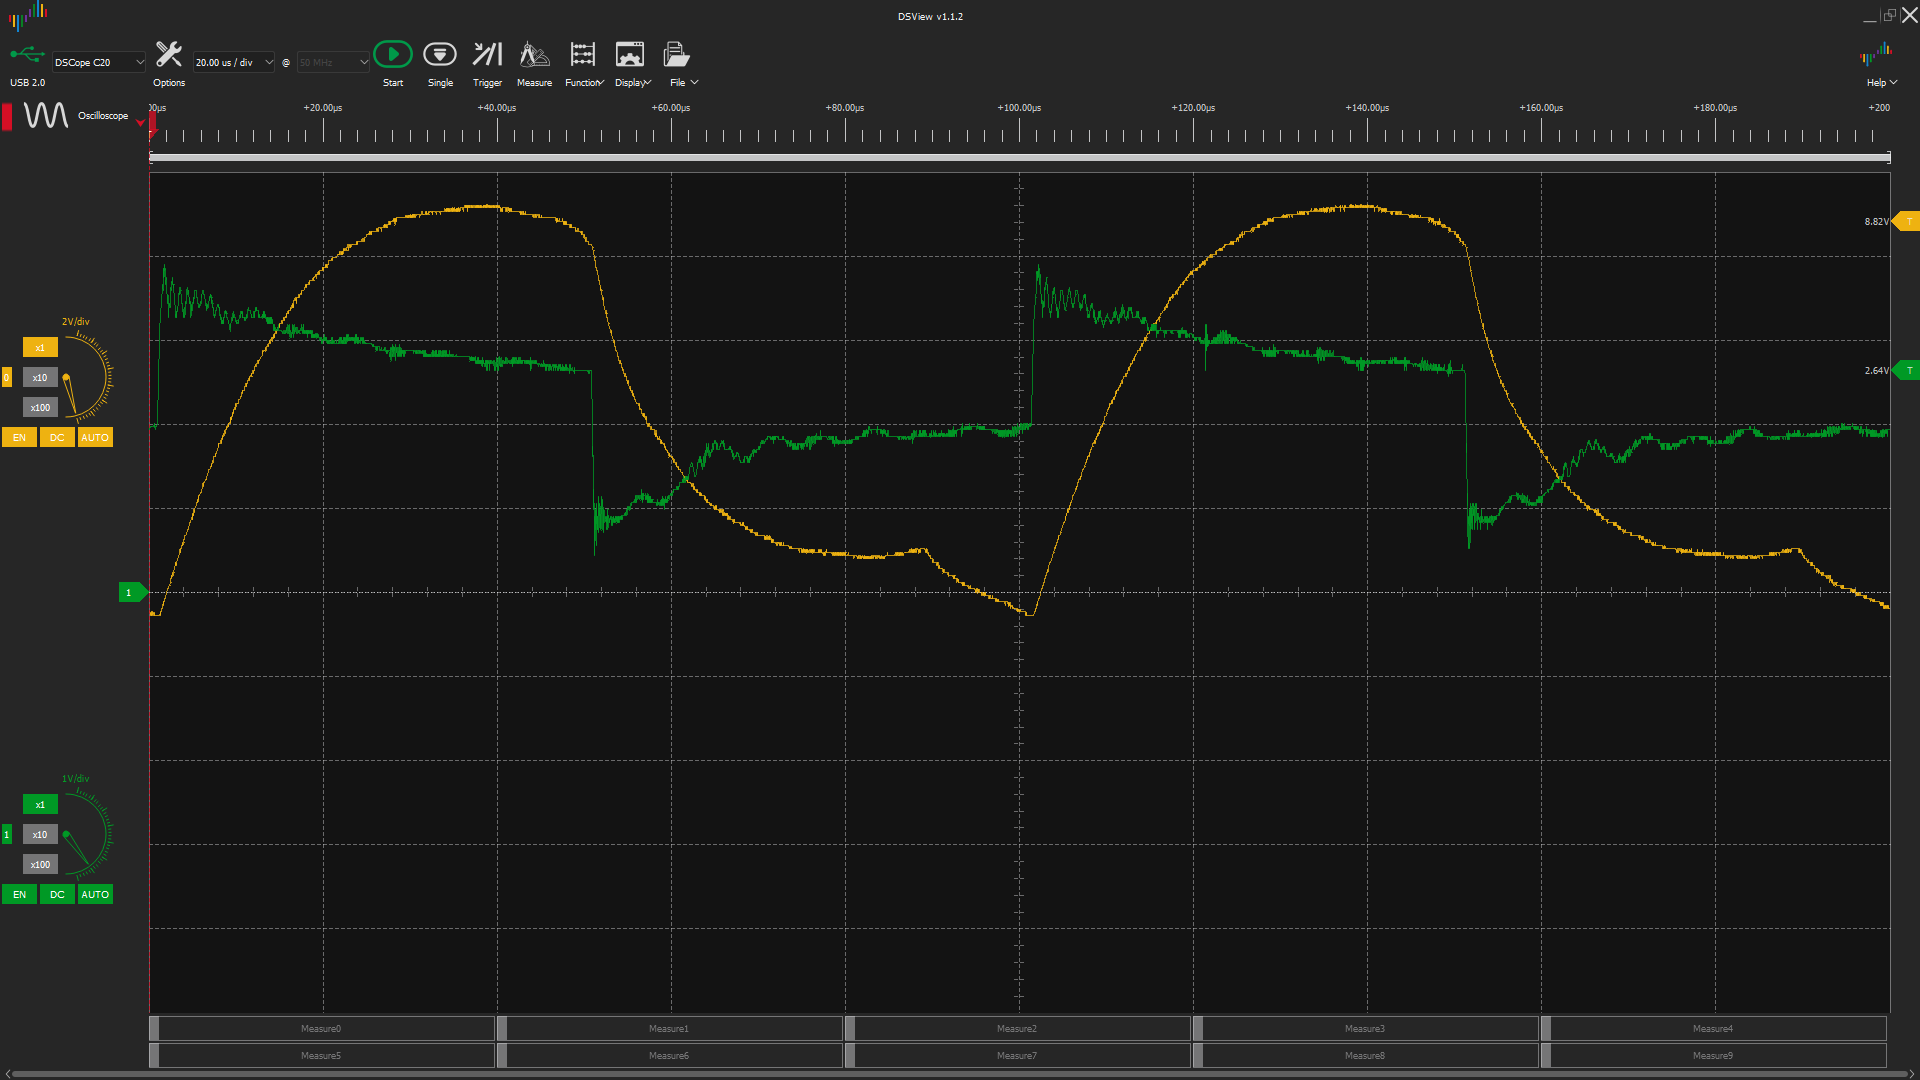 DSView v1.1.2
USB 2.0
DSCope C20
Options
20.00 us / div
@
50 MHz
Start
Single
Trigger
Measure
Function
Display
File
Help
Oscilloscope
00µs
+20.00µs
+40.00µs
+60.00µs
+80.00µs
+100.00µs
+120.00µs
+140.00µs
+160.00µs
+180.00µs
+200
T
8.82V
T
2V/div
x1
0
x10
x100
EN
DC
AUTO
2.64V
T
1
1V/div
x1
1
x10
x100
EN
DC
AUTO
Measure0
Measure1
Measure2
Measure3
Measure4
Measure5
Measure6
Measure7
Measure8
Measure9